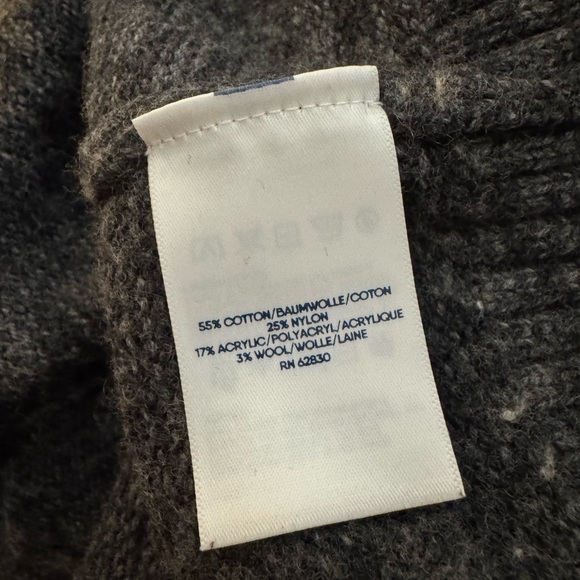 55% COTTON/BAUMWOLLE/COTON
25% NYLON
17% ACRYLIC/POLYACRYL/ACRYLIQUE
3% WOOL/WOLLE/LAINE
RN 62830